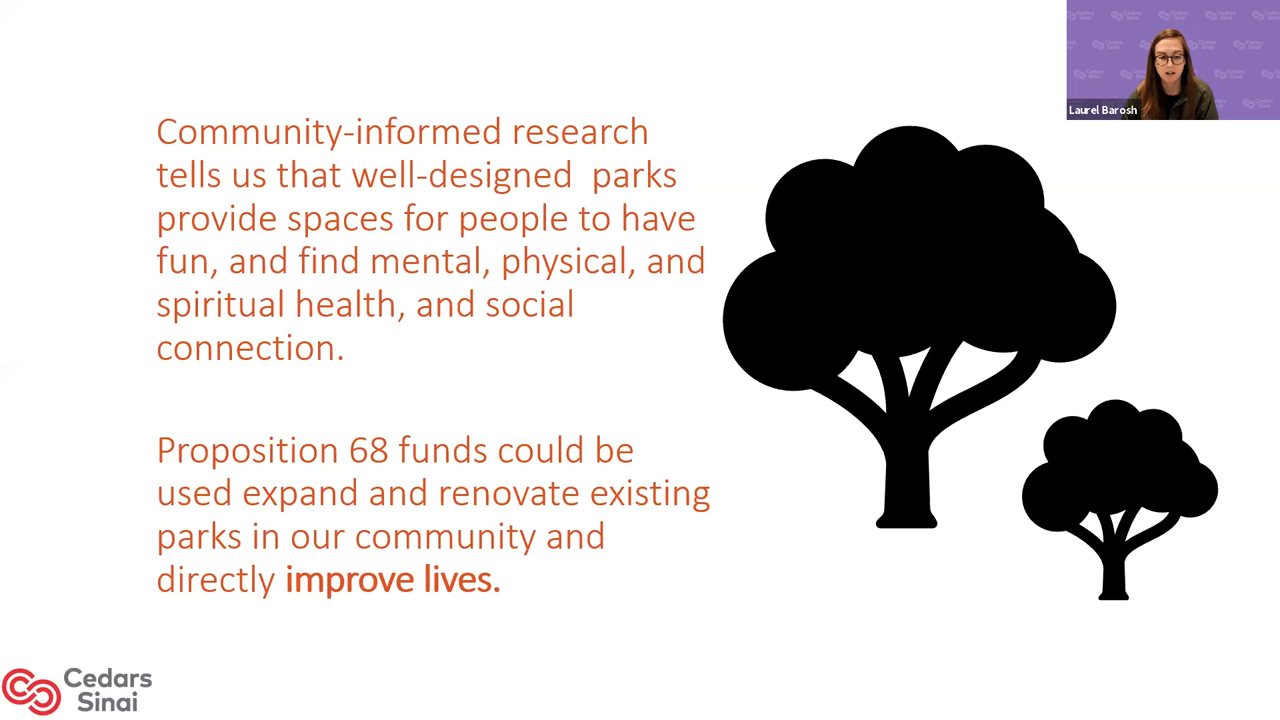 Community-informed research
tells us that well-designed  parks
provide spaces for people to have
fun, and find mental, physical, and
spiritual health, and social
connection.
Proposition 68 funds could be
used expand and renovate existing
parks in our community and
directly improve lives.
Cedars
Sinai
Laurel Barosh
Cedars
Sinai